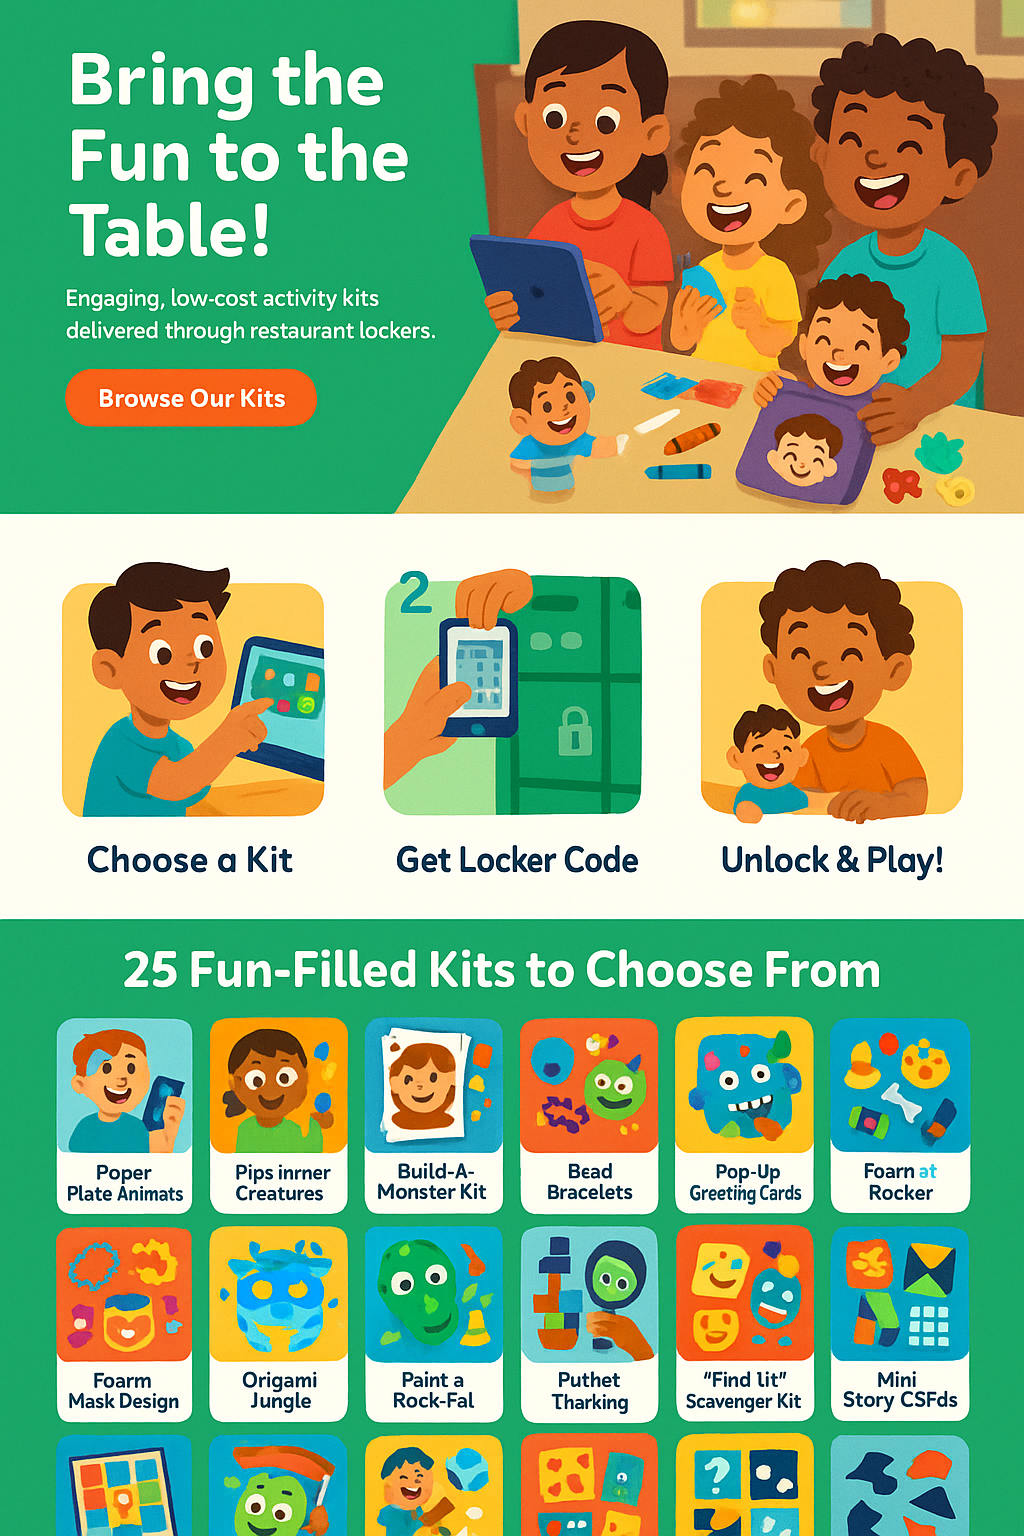 Bring the
Fun to the
Table!
Engaging, low-cost activity kits
delivered through restaurant lockers.
Browse Our Kits
2
Choose a Kit
Get Locker Code
Unlock & Play!
25 Fun-Filled Kits to Choose From
Poper
Plate Animats
Pips inrner
Creatures
Build-A-
Monster Kit
Bead
Bracelets
Pop-Up
Greeting Cards
Foarn at
Rocker
Foarm
Mask Design
Origami
Jungle
Paint a
Rock-Fal
Puthet
Tharking
"Find lit"
Scavenger Kit
Mini
Story CSFds
?